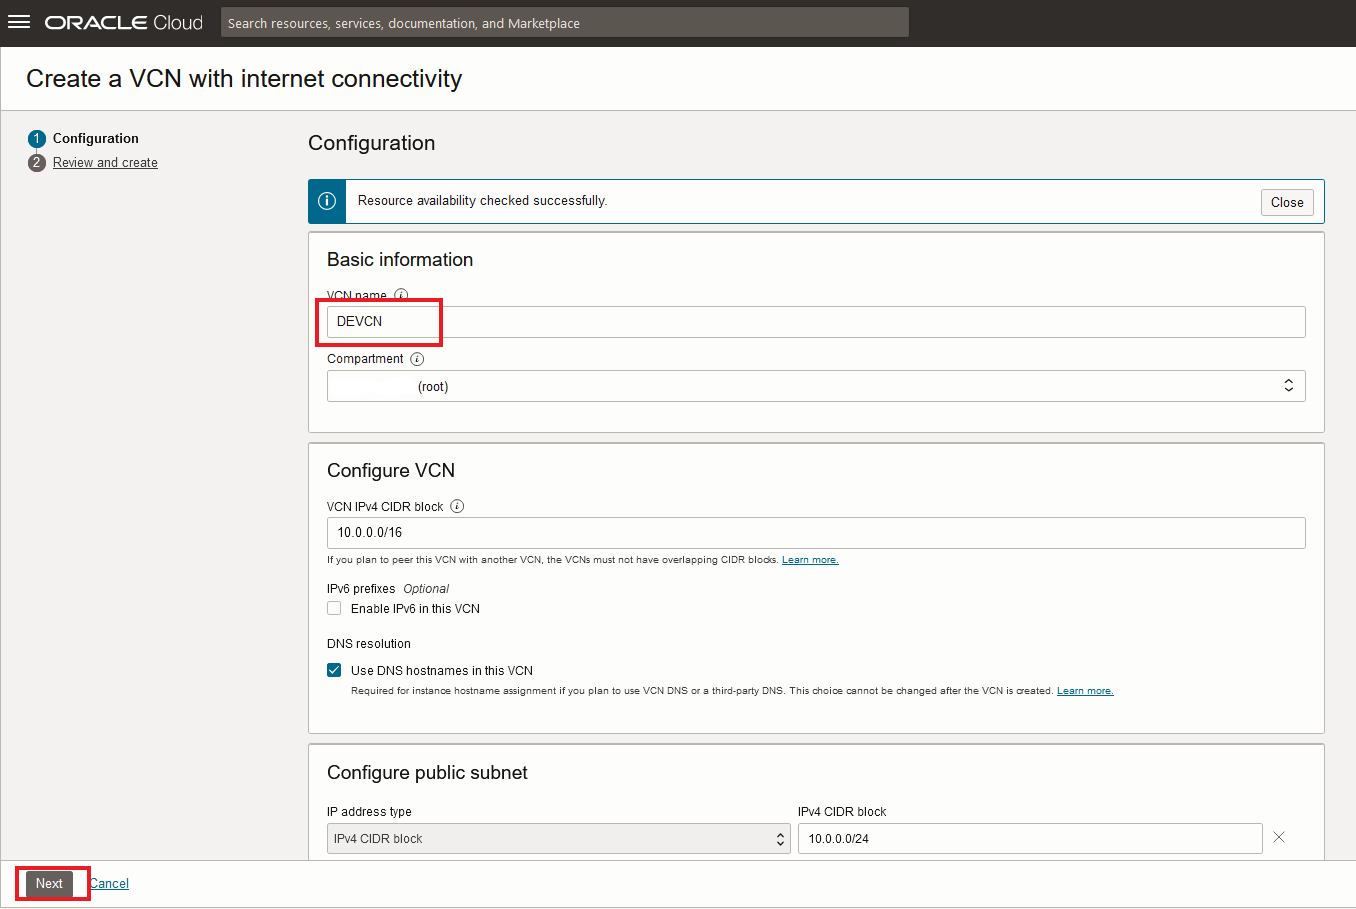 ORACLE Cloud
Search resources, services, documentation, and Marketplace
Create a VCN with internet connectivity
1 Configuration
2 Review and create
Configuration
Resource availability checked successfully.
Close
Basic information
VCN name
DEVCN
Compartment
(root)
Configure VCN
VCN IPv4 CIDR block
10.0.0.0/16
If you plan to peer this VCN with another VCN, the VCNs must not have overlapping CIDR blocks. Learn more.
IPv6 prefixes Optional
Enable IPv6 in this VCN
DNS resolution
Use DNS hostnames in this VCN
Required for instance hostname assignment if you plan to use VCN DNS or a third-party DNS. This choice cannot be changed after the VCN is created. Learn more.
Configure public subnet
IP address type IPv4 CIDR block
IPv4 CIDR block 10.0.0.0/24
Next Cancel